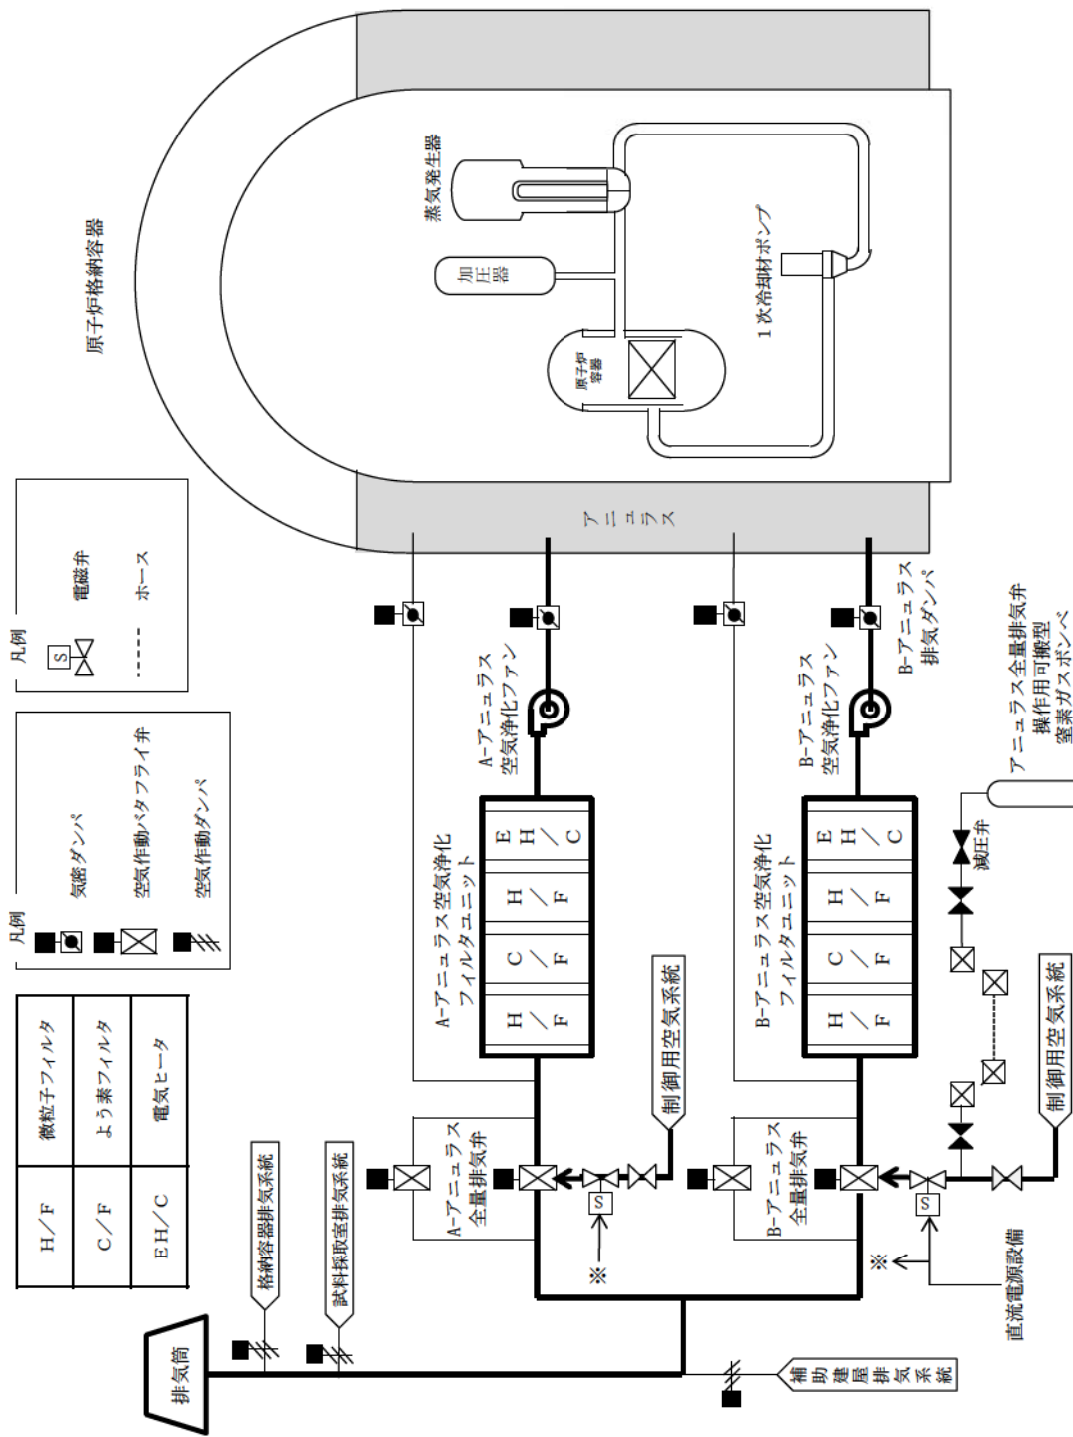 原子炉格納容器
蒸気発生器
加圧器
原子炉
容器
1次冷却材ポンプ
アニュラス
凡例
S
電磁弁
ホース
凡例
気密ダンパ
空気作動バタフライ弁
空気作動ダンパ
H/F 微粒子フィルタ
C/F よう素フィルタ
EH/C 電気ヒータ
A-アニュラス
空気浄化ファン
B-アニュラス
空気浄化ファン
B-アニュラス
排気ダンパ
A-アニュラス空気浄化
フィルタユニット
H/F
C/F
H/F
EH/C
B-アニュラス空気浄化
フィルタユニット
H/F
C/F
H/F
EH/C
アニュラス全量排気弁
操作用可搬型
窒素ガスボンベ
減圧弁
制御用空気系統
制御用空気系統
A-アニュラス
全量排気弁
B-アニュラス
全量排気弁
S
※
S
※
直流電源設備
格納容器排気系統
試料採取室排気系統
補助建屋排気系統
排気筒